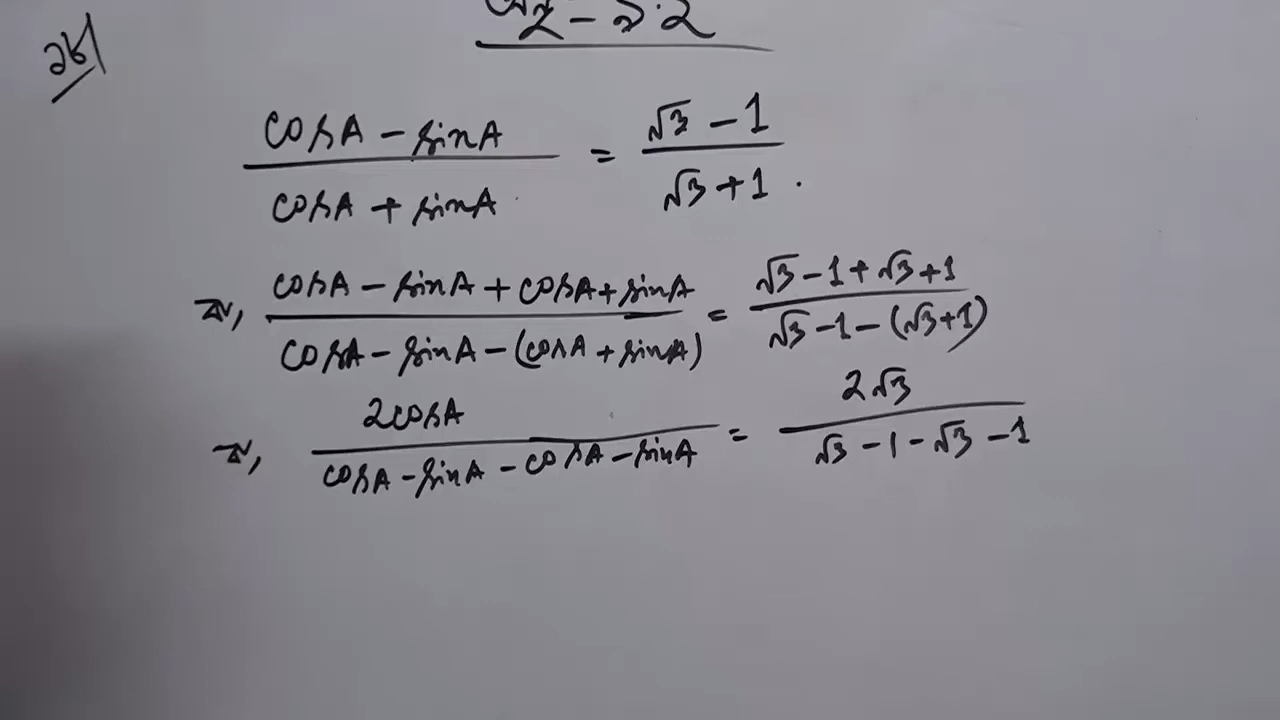 ২৮।
cosA - sinA / cosA + sinA = √3 - 1 / √3 + 1 .
বা, cosA - sinA + cosA + sinA / cosA - sinA - (cosA + sinA) = √3 - 1 + √3 + 1 / √3 - 1 - (√3 + 1)
বা, 2cosA / cosA - sinA - cosA - sinA = 2√3 / √3 - 1 - √3 - 1